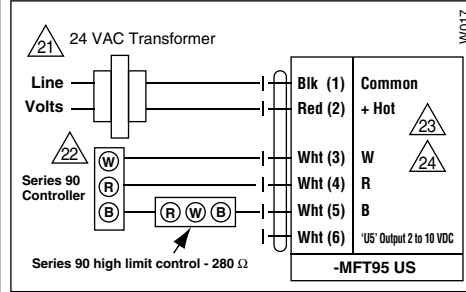 W017
21 24 VAC Transformer
Line
Volts
Blk (1) Common
Red (2) + Hot
23
22
24
Series 90
Controller
W
R
B
R W B
Wht (3) W
Wht (4) R
Wht (5) B
Wht (6) 'U5' Output 2 to 10 VDC
Series 90 high limit control - 280 Ω
-MFT95 US